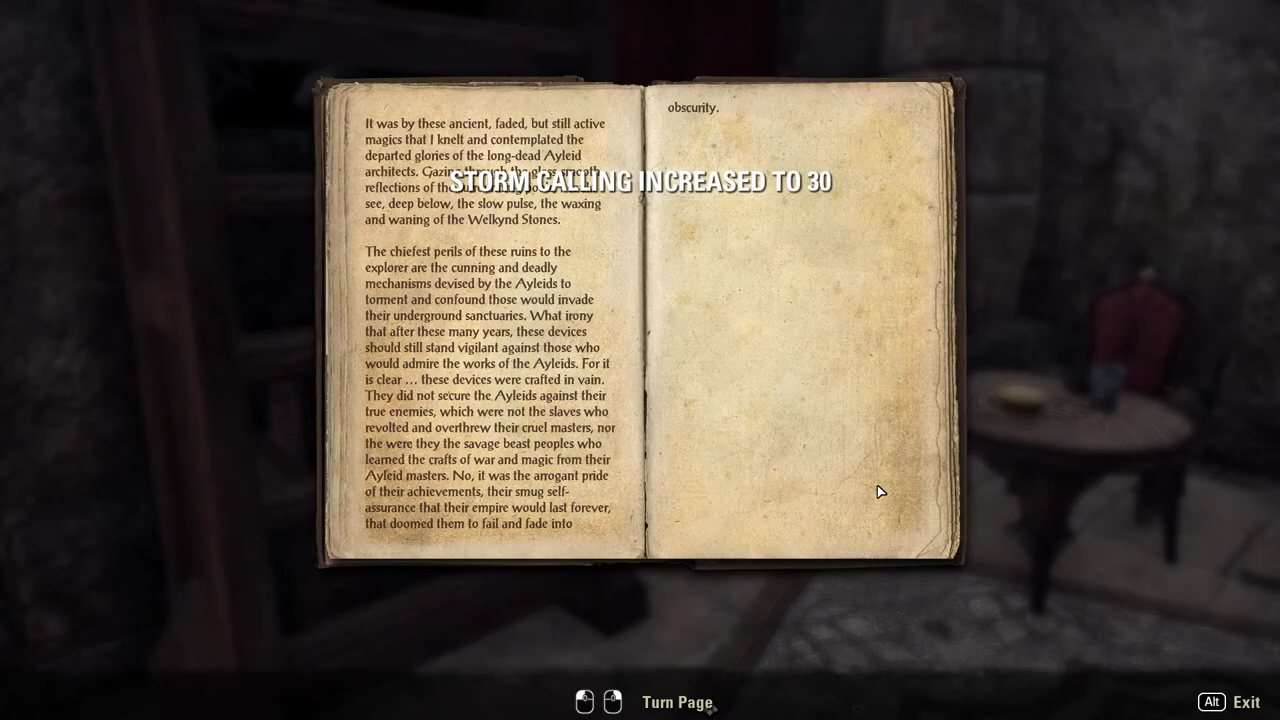 It was by these ancient, faded, but still active
magics that I knelt and contemplated the
departed glories of the long-dead Ayleid
architects. Gazing through the glass smooth
STORM CALLING INCREASED TO 30
reflections of the
see, deep below, the slow pulse, the waxing
and waning of the Welkynd Stones.
The chiefest perils of these ruins to the
explorer are the cunning and deadly
mechanisms devised by the Ayleids to
torment and confound those would invade
their underground sanctuaries. What irony
that after these many years, these devices
should still stand vigilant against those who
would admire the works of the Ayleids. For it
is clear ... these devices were crafted in vain.
They did not secure the Ayleids against their
true enemies, which were not the slaves who
revolted and overthrew their cruel masters, nor
the were they the savage beast peoples who
learned the crafts of war and magic from their
Ayleid masters. No, it was the arrogant pride
of their achievements, their smug self-
assurance that their empire would last forever,
that doomed them to fail and fade into
obscurity.
Turn Page
Alt Exit